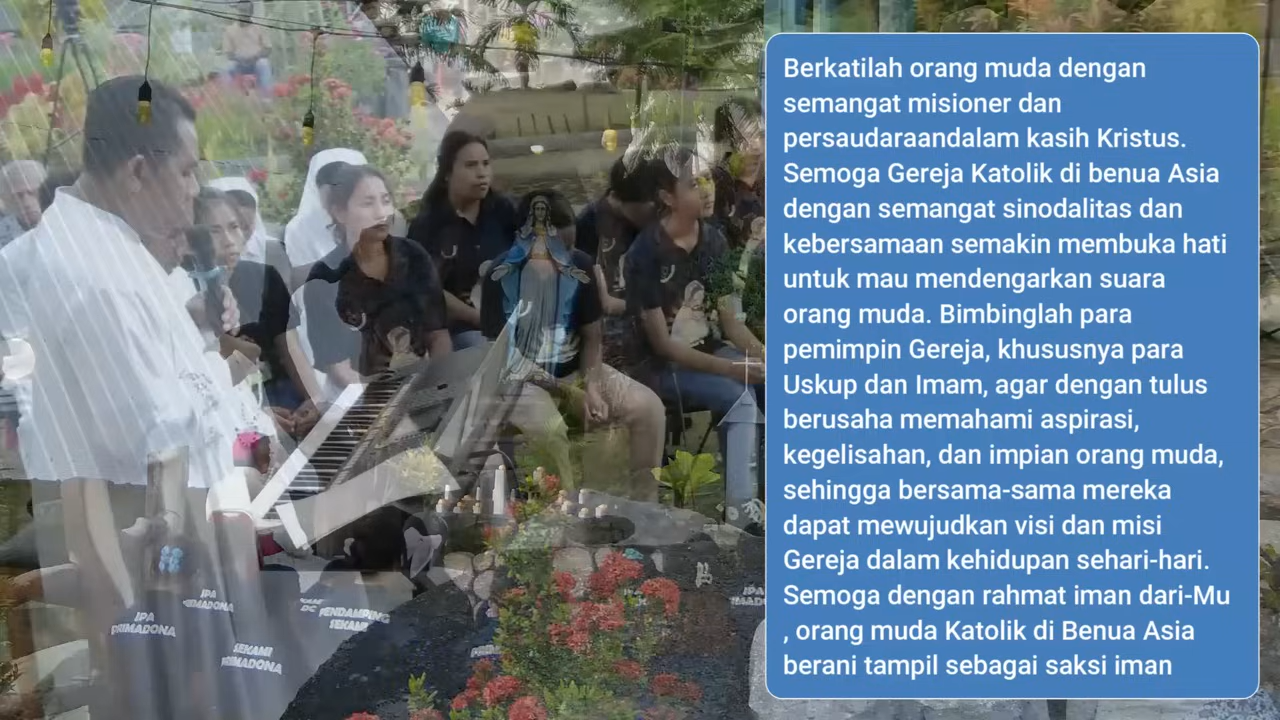 Berkatilah orang muda dengan
semangat misioner dan
persaudaraandalam kasih Kristus.
Semoga Gereja Katolik di benua Asia
dengan semangat sinodalitas dan
kebersamaan semakin membuka hati
untuk mau mendengarkan suara
orang muda. Bimbinglah para
pemimpin Gereja, khususnya para
Uskup dan Imam, agar dengan tulus
berusaha memahami aspirasi,
kegelisahan, dan impian orang muda,
sehingga bersama-sama mereka
dapat mewujudkan visi dan misi
Gereja dalam kehidupan sehari-hari.
Semoga dengan rahmat iman dari-Mu
, orang muda Katolik di Benua Asia
berani tampil sebagai saksi iman
PENDAMPING
SEKAMI
SEKAMI
PRIMADONA